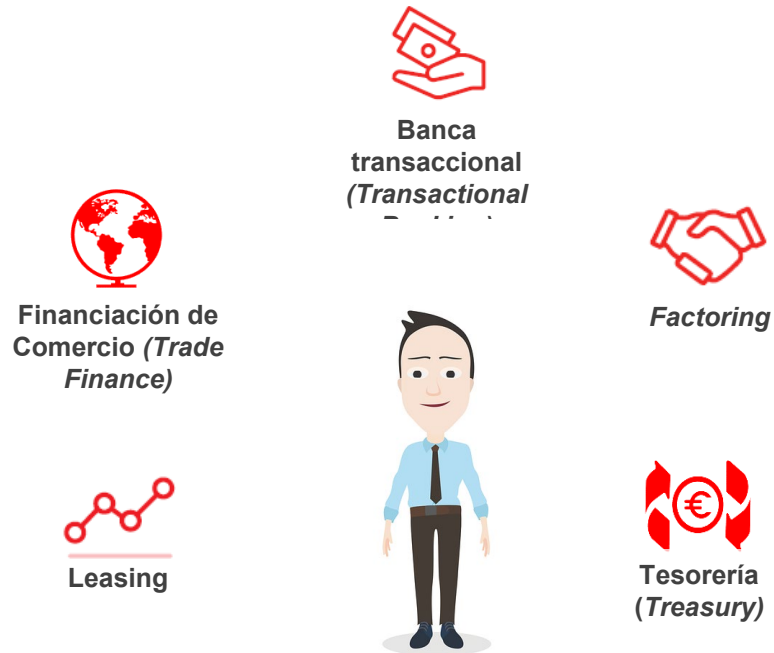 Banca
transaccional
(Transactional
Financiación de
Comercio (Trade
Finance)
Factoring
Leasing
Tesorería
(Treasury)